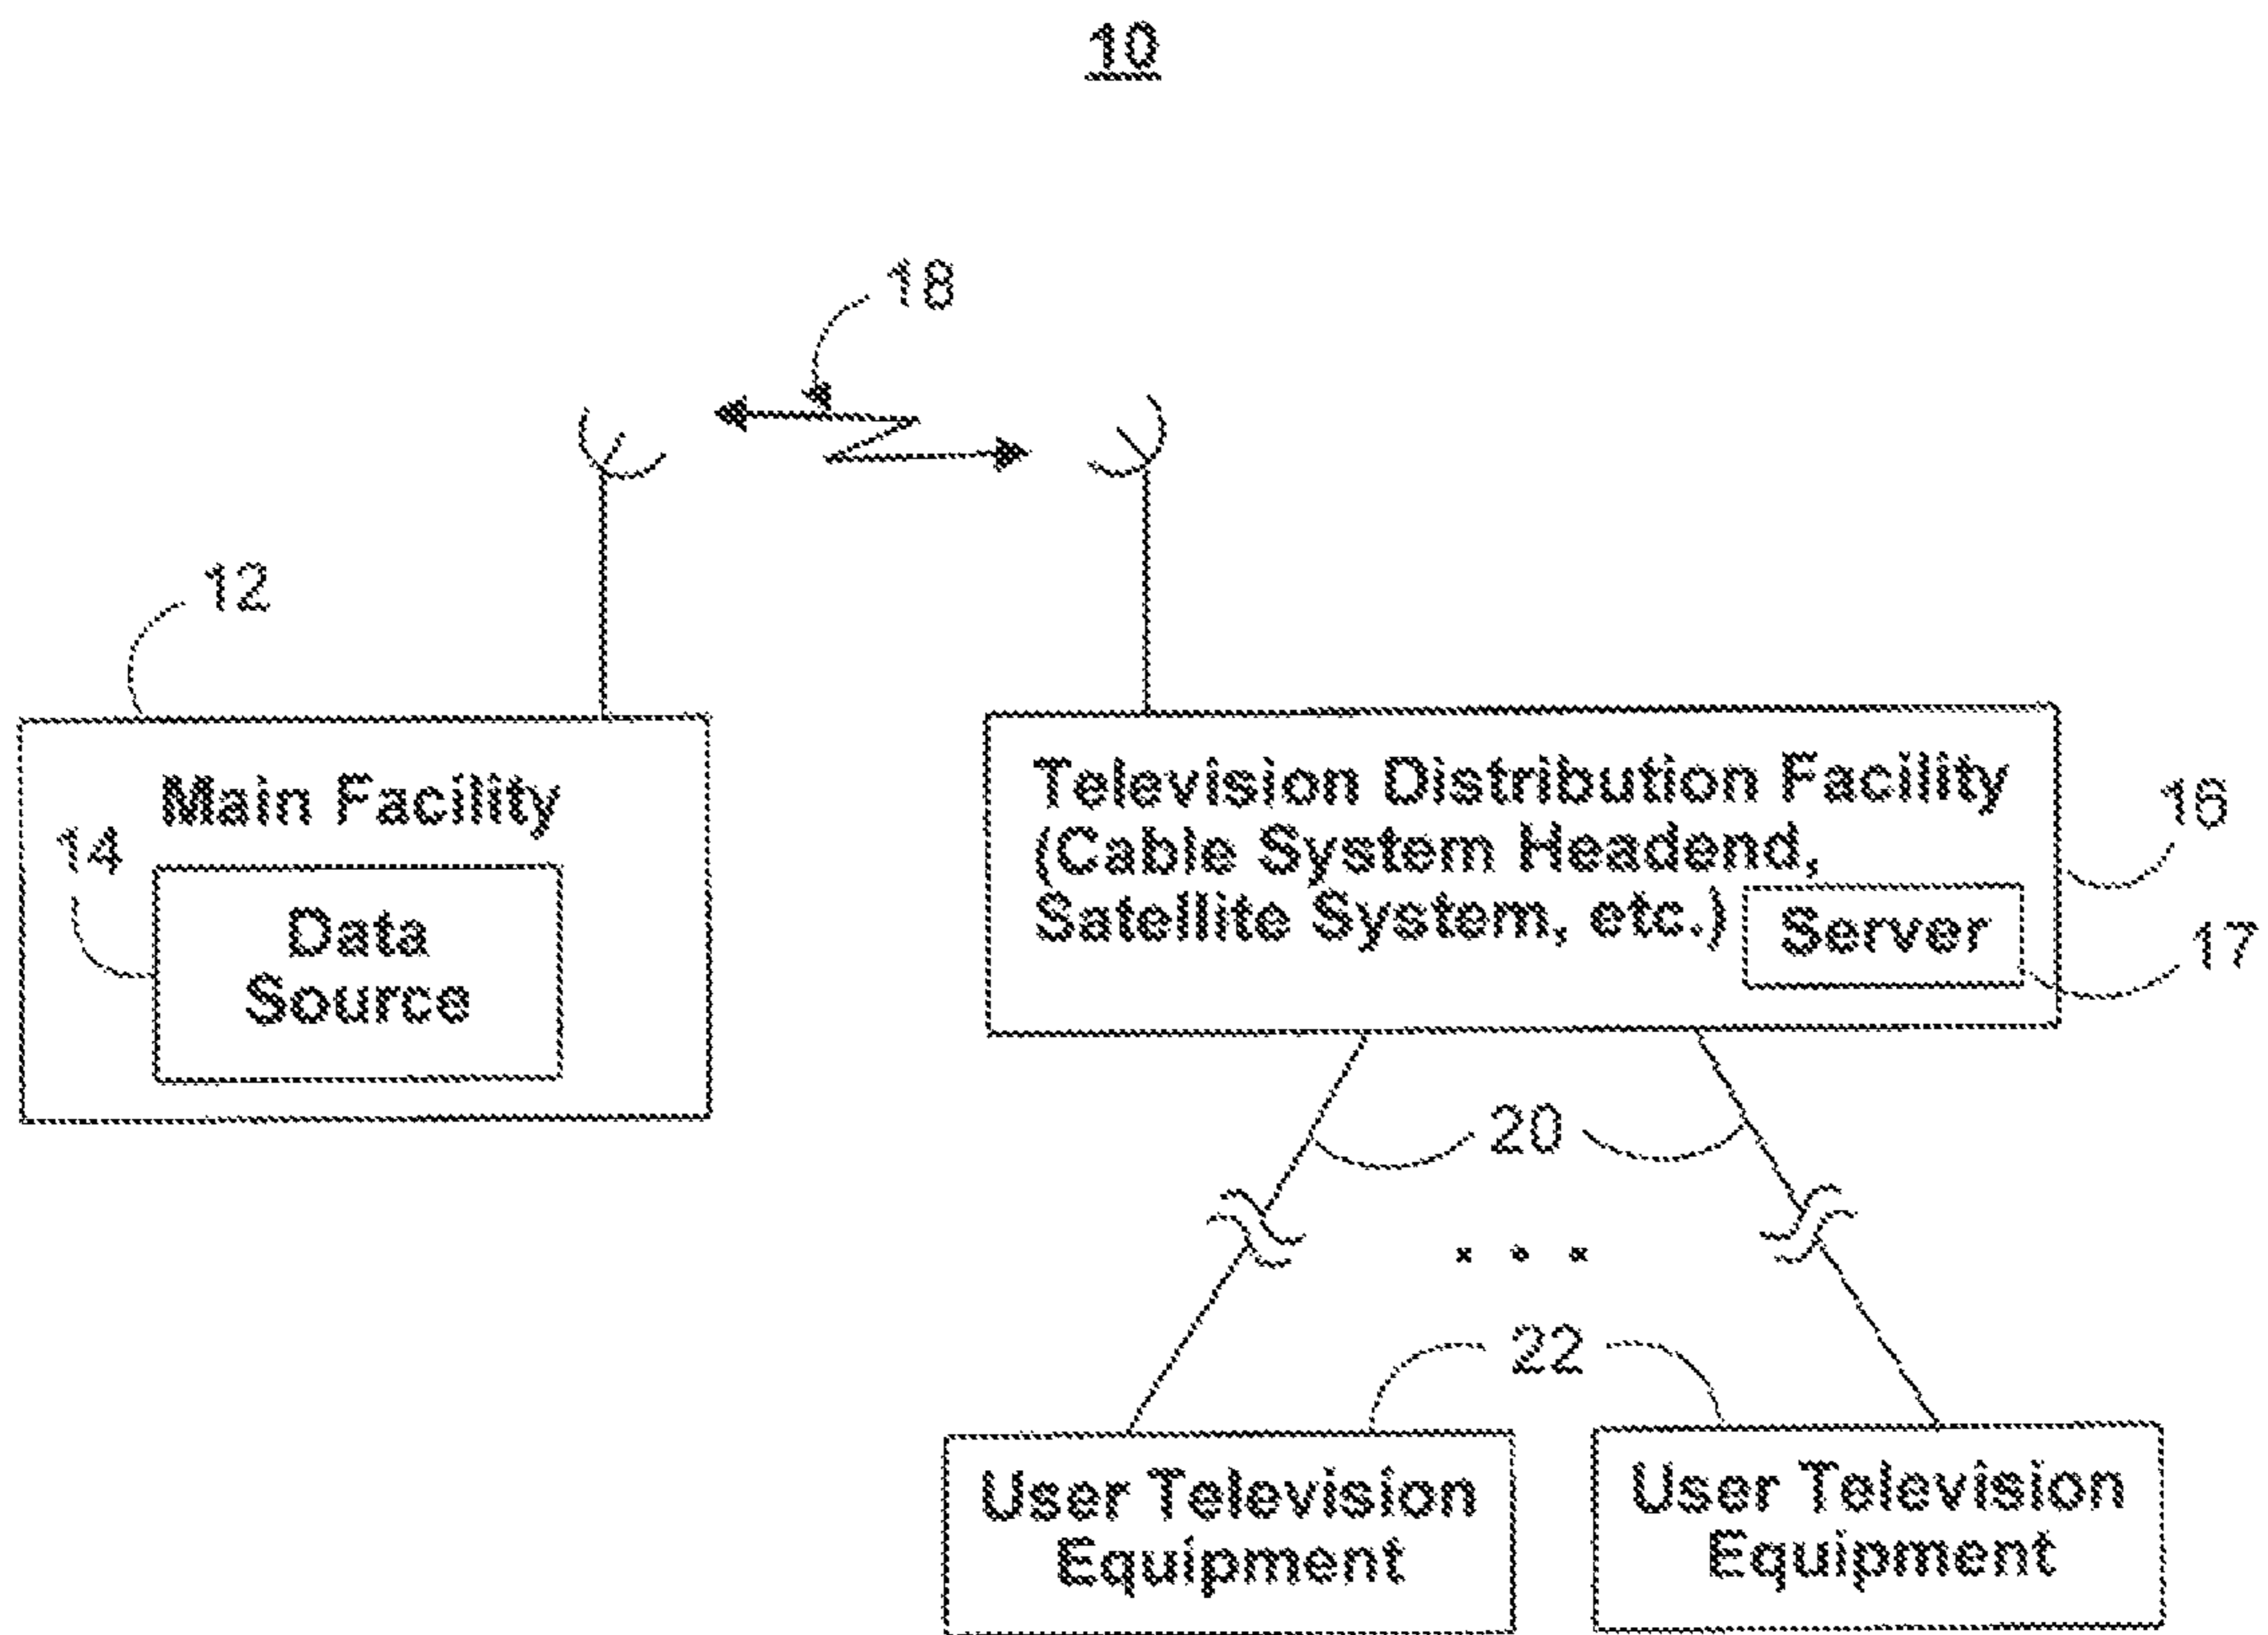 10
18
12
Main Facility
14
Data
Source
Television Distribution Facility
(Cable System Headend,
Satellite System, etc.)
Server
16
17
20
. . .
22
User Television
Equipment
User Television
Equipment